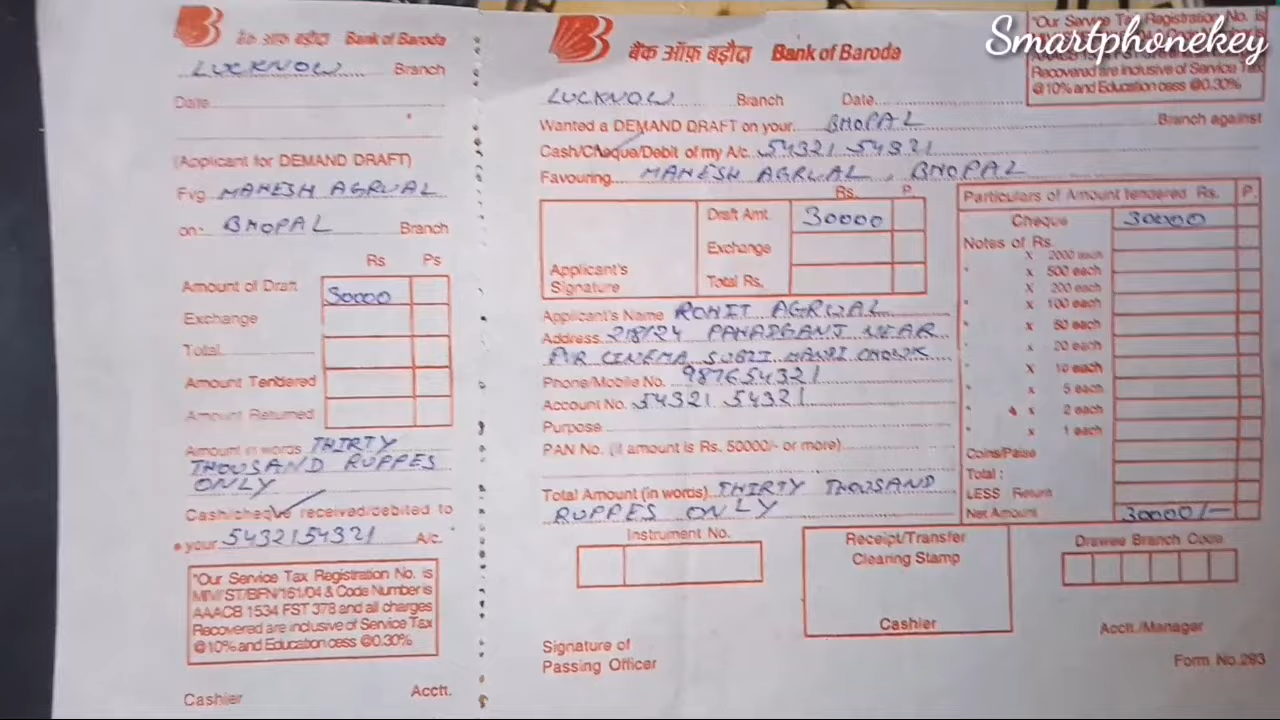 Smartphonekey
बैंक ऑफ़ बड़ौदा Bank of Baroda
LUCKNOW Branch
Date
(Applicant for DEMAND DRAFT)
Fvg MAHESH AGRWAL
on: BHOPAL Branch
Rs Ps
Amount of Draft 30000
Exchange
Total
Amount Tendered
Amount Returned
Amount in words THIRTY
THOUSAND RUPPES
ONLY
Cash/cheque received/debited to
your 5432154321 A/c.
"Our Service Tax Registration No. is
MM/ ST/BFN/161/04 & Code Number is
AAACB 1534 FST 378 and all charges
Recovered are inclusive of Service Tax
@10% and Education cess @0.30%
Cashier Acctt.
बैंक ऑफ़ बड़ौदा Bank of Baroda
"Our Service Tax Registration No. is
Recovered are inclusive of Service Tax
@10% and Education cess @0.30%
LUCKNOW Branch Date
Wanted a DEMAND DRAFT on your BHOPAL Branch against
Cash/Cheque/Debit of my A/c. 54321 54321
Favouring MAHESH AGRWAL, BHOPAL
Rs. P.
Draft Amt. 30000
Exchange
Total Rs.
Applicant's
Signature
Applicant's Name ROHIT AGRWAL
Address 218/24 PAHADGANJ NEAR
CINEMA SUBZI MANDI CHOWK
Phone/Mobile No. 987654321
Account No. 54321 54321
Purpose
PAN No. (if amount is Rs. 50000/- or more)
Total Amount (in words) THIRTY THOUSAND
RUPPES ONLY
Particulars of Amount tendered Rs. P.
Cheque 30000
Notes of Rs.
x 2000 each
" x 500 each
x 200 each
" x 100 each
" x 50 each
" x 20 each
" x 10 each
" x 5 each
" x 2 each
" x 1 each
Coins/Paise
Total :
LESS Return
Net Amount 30000/-
Instrument No.
Receipt/Transfer
Clearing Stamp
Cashier
Drawee Branch Code
Signature of
Passing Officer
Acctt./Manager
Form No.293